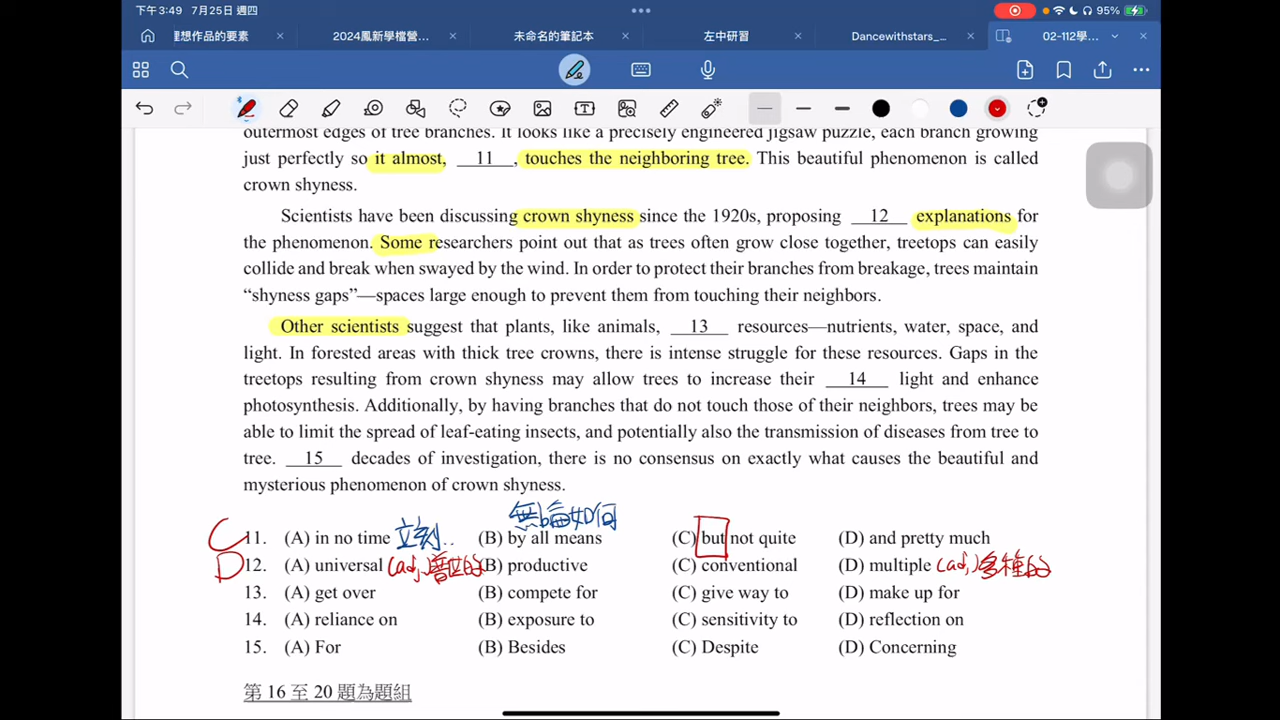 下午3:49 7月25日 週四
95%
理想作品的要素
2024鳳新學檔營...
未命名的筆記本
左中研習
Dancewithstars_...
02-112學...
outermost edges of tree branches. It looks like a precisely engineered jigsaw puzzle, each branch growing
just perfectly so it almost, 11 , touches the neighboring tree. This beautiful phenomenon is called
crown shyness.
Scientists have been discussing crown shyness since the 1920s, proposing 12 explanations for
the phenomenon. Some researchers point out that as trees often grow close together, treetops can easily
collide and break when swayed by the wind. In order to protect their branches from breakage, trees maintain
“shyness gaps”—spaces large enough to prevent them from touching their neighbors.
Other scientists suggest that plants, like animals, 13 resources—nutrients, water, space, and
light. In forested areas with thick tree crowns, there is intense struggle for these resources. Gaps in the
treetops resulting from crown shyness may allow trees to increase their 14 light and enhance
photosynthesis. Additionally, by having branches that do not touch those of their neighbors, trees may be
able to limit the spread of leaf-eating insects, and potentially also the transmission of diseases from tree to
tree. 15 decades of investigation, there is no consensus on exactly what causes the beautiful and
mysterious phenomenon of crown shyness.
無論如何
C 11. (A) in no time 立刻.. (B) by all means (C) but not quite (D) and pretty much
D 12. (A) universal (adj.)普世的 (B) productive (C) conventional (D) multiple (adj.)多種的
13. (A) get over (B) compete for (C) give way to (D) make up for
14. (A) reliance on (B) exposure to (C) sensitivity to (D) reflection on
15. (A) For (B) Besides (C) Despite (D) Concerning
第 16 至 20 題為題組